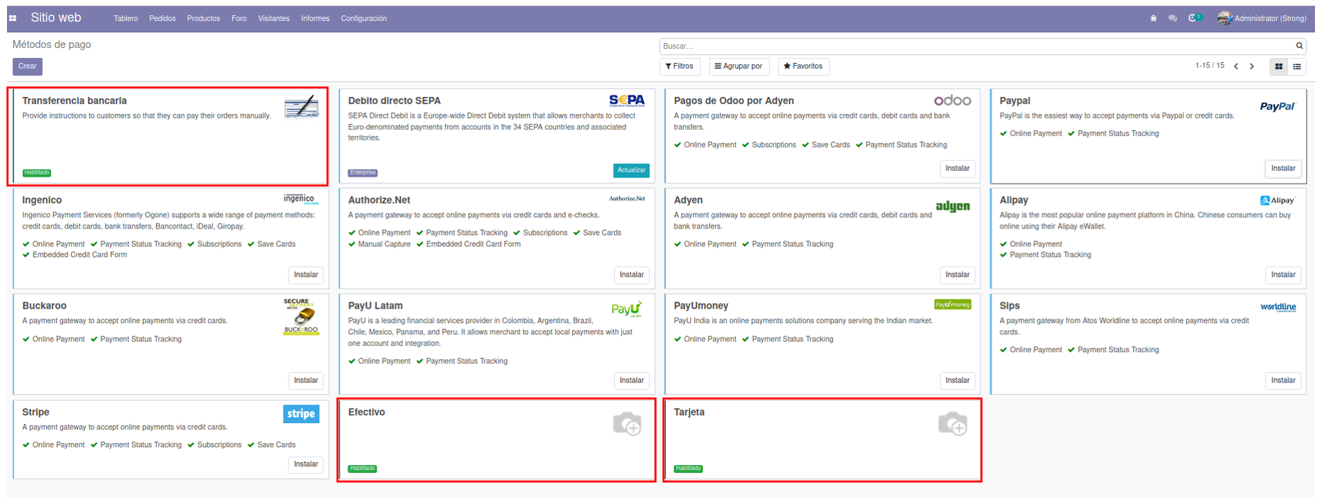 Sitio web
Tablero Pedidos Productos Foro Visitantes Informes Configuración
1 Administrator (Strong)
Métodos de pago
Buscar...
Crear
Filtros Agrupar por Favoritos
1-15 / 15
Transferencia bancaria
Provide instructions to customers so that they can pay their orders manually.
Habilitado
Debito directo SEPA
SEPA
SEPA Direct Debit is a Europe-wide Direct Debit system that allows merchants to collect
Euro-denominated payments from accounts in the 34 SEPA countries and associated
territories.
Enterprise
Actualizar
Pagos de Odoo por Adyen
odoo
A payment gateway to accept online payments via credit cards, debit cards and bank
transfers.
Online Payment Subscriptions Save Cards Payment Status Tracking
Instalar
Paypal
PayPal
PayPal is the easiest way to accept payments via Paypal or credit cards.
Online Payment Payment Status Tracking
Instalar
Ingenico
ingenico
Ingenico Payment Services (formerly Ogone) supports a wide range of payment methods:
credit cards, debit cards, bank transfers, Bancontact, iDeal, Giropay.
Online Payment Payment Status Tracking Subscriptions Save Cards
Embedded Credit Card Form
Instalar
Authorize.Net
Authorize.Net
A payment gateway to accept online payments via credit cards and e-checks.
Online Payment Payment Status Tracking Subscriptions Save Cards
Manual Capture Embedded Credit Card Form
Instalar
Adyen
adyen
A payment gateway to accept online payments via credit cards, debit cards and
bank transfers.
Online Payment Payment Status Tracking
Instalar
Alipay
Alipay
Alipay is the most popular online payment platform in China. Chinese consumers can buy
online using their Alipay eWallet.
Online Payment
Payment Status Tracking
Instalar
Buckaroo
SECURE
PAYMENT
WITH
BUCKAROO
A payment gateway to accept online payments via credit cards.
Online Payment Payment Status Tracking
Instalar
PayU Latam
PayU
LATAM
PayU is a leading financial services provider in Colombia, Argentina, Brazil,
Chile, Mexico, Panama, and Peru. It allows merchant to accept local payments with just
one account and integration.
Online Payment Payment Status Tracking
Instalar
PayUmoney
PayUmoney
PayU India is an online payments solutions company serving the Indian market.
Online Payment Payment Status Tracking
Instalar
Sips
worldline
A payment gateway from Atos Worldline to accept online payments via credit
cards.
Online Payment Payment Status Tracking
Instalar
Stripe
stripe
A payment gateway to accept online payments via credit cards.
Online Payment Payment Status Tracking Subscriptions Save Cards
Instalar
Efectivo
Habilitado
Tarjeta
Habilitado